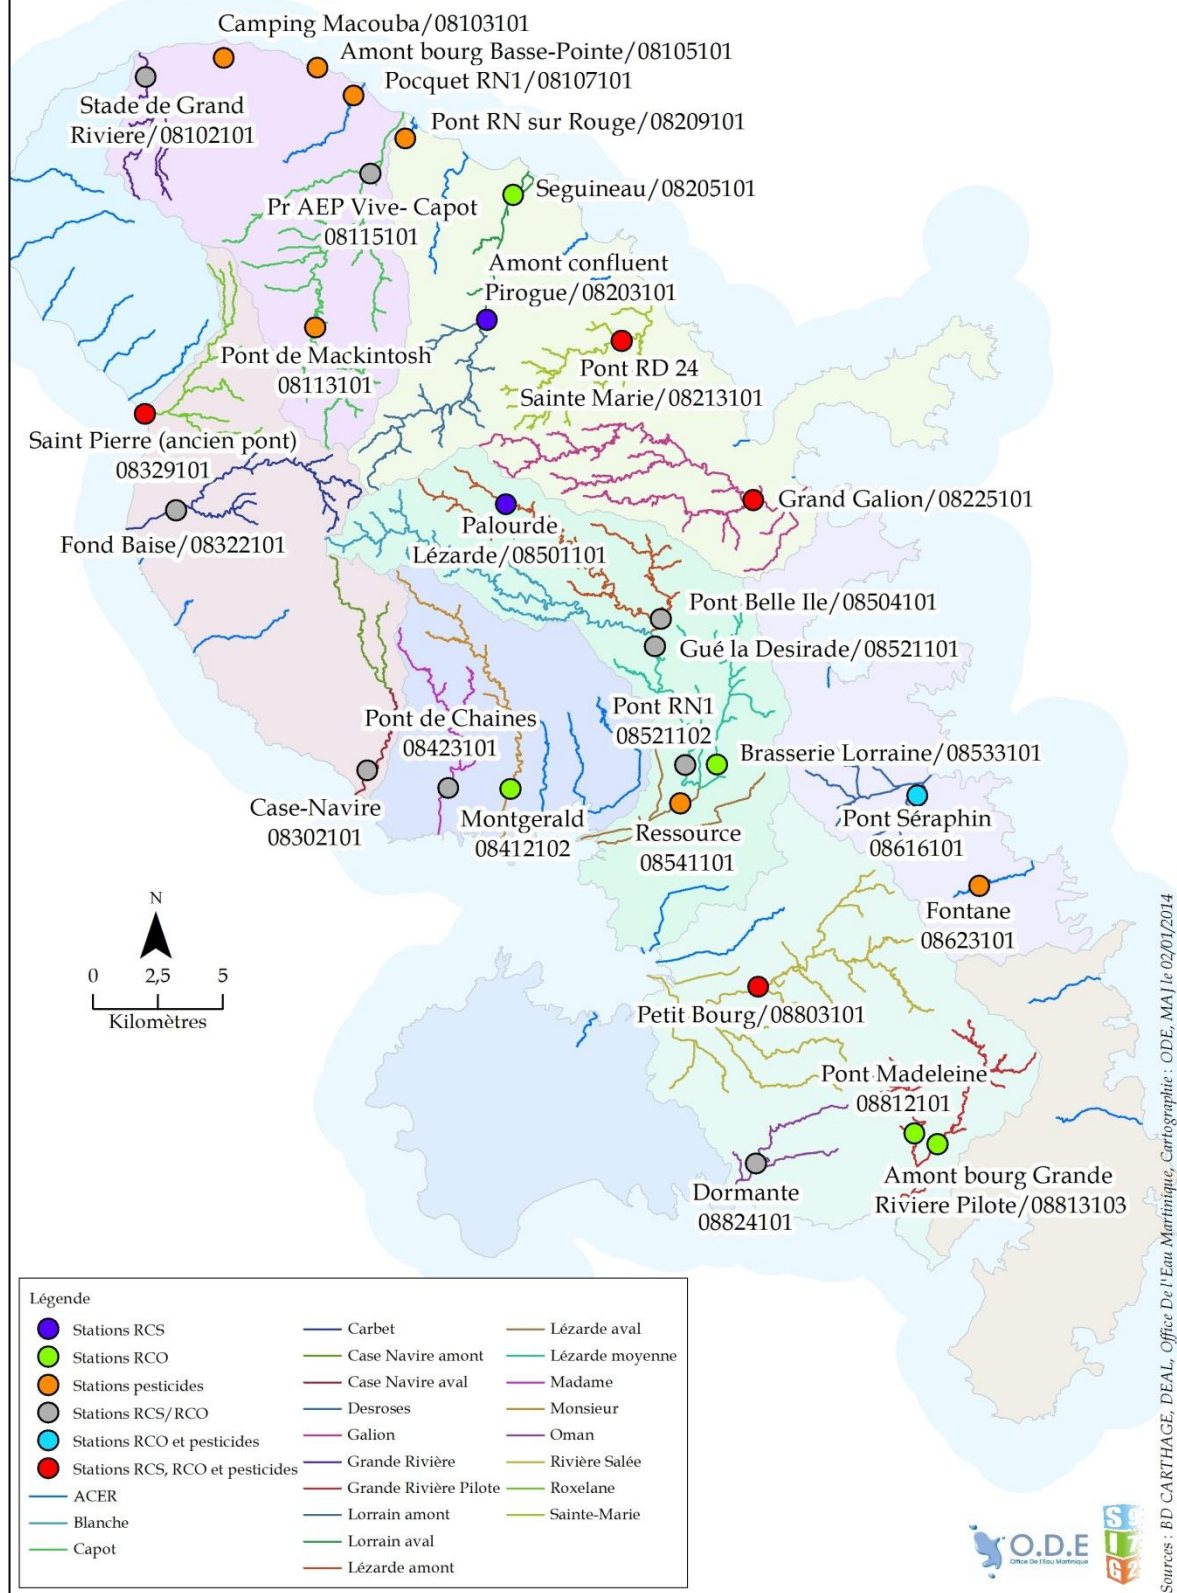 Camping Macouba/08103101
Amont bourg Basse-Pointe/08105101
Pocquet RN1/08107101
Stade de Grand
Riviere/08102101
Pont RN sur Rouge/08209101
Pr AEP Vive- Capot
08115101
Seguineau/08205101
Amont confluent
Pirogue/08203101
Pont de Mackintosh
08113101
Pont RD 24
Sainte Marie/08213101
Saint Pierre (ancien pont)
08329101
Grand Galion/08225101
Fond Baise/08322101
Palourde
Lézarde/08501101
Pont Belle Ile/08504101
Gué la Desirade/08521101
Pont de Chaines
08423101
Pont RN1
08521102
Brasserie Lorraine/08533101
Case-Navire
08302101
Montgerald
08412102
Ressource
08541101
Pont Séraphin
08616101
Fontane
08623101
N
0 2,5 5
Kilomètres
Petit Bourg/08803101
Pont Madeleine
08812101
Dormante
08824101
Amont bourg Grande
Riviere Pilote/08813103
Légende
Stations RCS
Stations RCO
Stations pesticides
Stations RCS/RCO
Stations RCO et pesticides
Stations RCS, RCO et pesticides
ACER
Blanche
Capot
Carbet
Case Navire amont
Case Navire aval
Desroses
Galion
Grande Rivière
Grande Rivière Pilote
Lorrain amont
Lorrain aval
Lézarde amont
Lézarde aval
Lézarde moyenne
Madame
Monsieur
Oman
Rivière Salée
Roxelane
Sainte-Marie
O.D.E
Office De l'Eau Martinique
S 9
I 7
G 2
Sources : BD CARTHAGE, DEAL, Office De l'Eau Martinique, Cartographie : ODE, MAJ le 02/01/2014